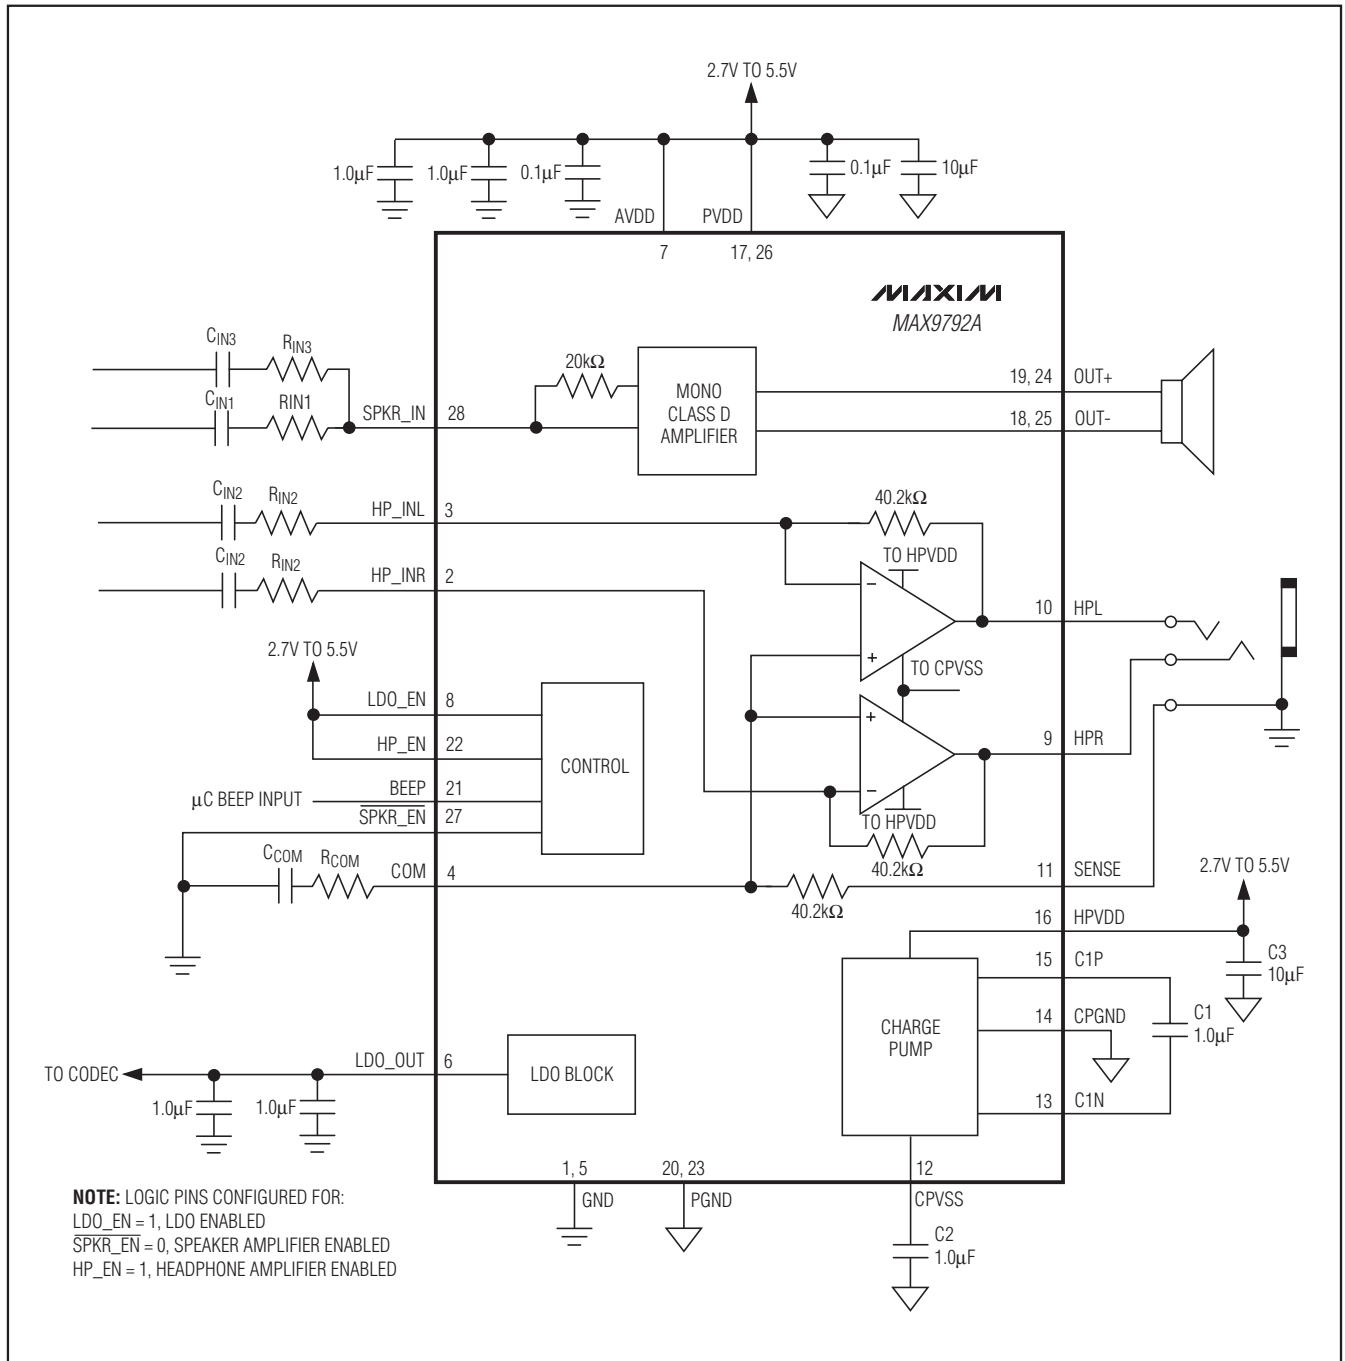 2.7V TO 5.5V
1.0µF
1.0µF
0.1µF
0.1µF
10µF
AVDD
PVDD
7
17, 26
MAXIM
MAX9792A
CIN3
RIN3
CIN1
RIN1
SPKR_IN
28
20kΩ
MONO
CLASS D
AMPLIFIER
19, 24
OUT+
18, 25
OUT-
CIN2
RIN2
HP_INL
3
40.2kΩ
TO HPVDD
CIN2
RIN2
HP_INR
2
−
+
10
HPL
TO CPVSS
2.7V TO 5.5V
LDO_EN
8
HP_EN
22
CONTROL
µC BEEP INPUT
BEEP
21
SPKR_EN
27
+
−
9
HPR
TO HPVDD
40.2kΩ
CCOM
RCOM
COM
4
40.2kΩ
11
SENSE
2.7V TO 5.5V
16
HPVDD
C3
10µF
15
C1P
CHARGE
PUMP
14
CPGND
C1
1.0µF
13
C1N
TO CODEC
LDO_OUT
6
LDO BLOCK
1.0µF
1.0µF
1, 5
GND
20, 23
PGND
12
CPVSS
C2
1.0µF
NOTE: LOGIC PINS CONFIGURED FOR:
LDO_EN = 1, LDO ENABLED
SPKR_EN = 0, SPEAKER AMPLIFIER ENABLED
HP_EN = 1, HEADPHONE AMPLIFIER ENABLED